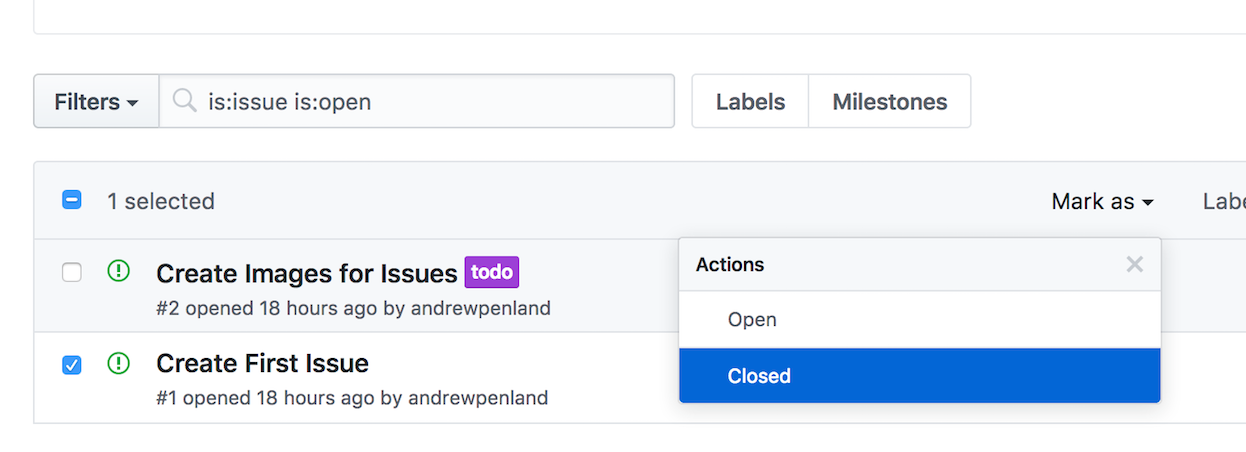 Filters is:issue is:open Labels Milestones
1 selected Mark as Labe
Create Images for Issues todo
#2 opened 18 hours ago by andrewpenland
Create First Issue
#1 opened 18 hours ago by andrewpenland
Actions
Open
Closed